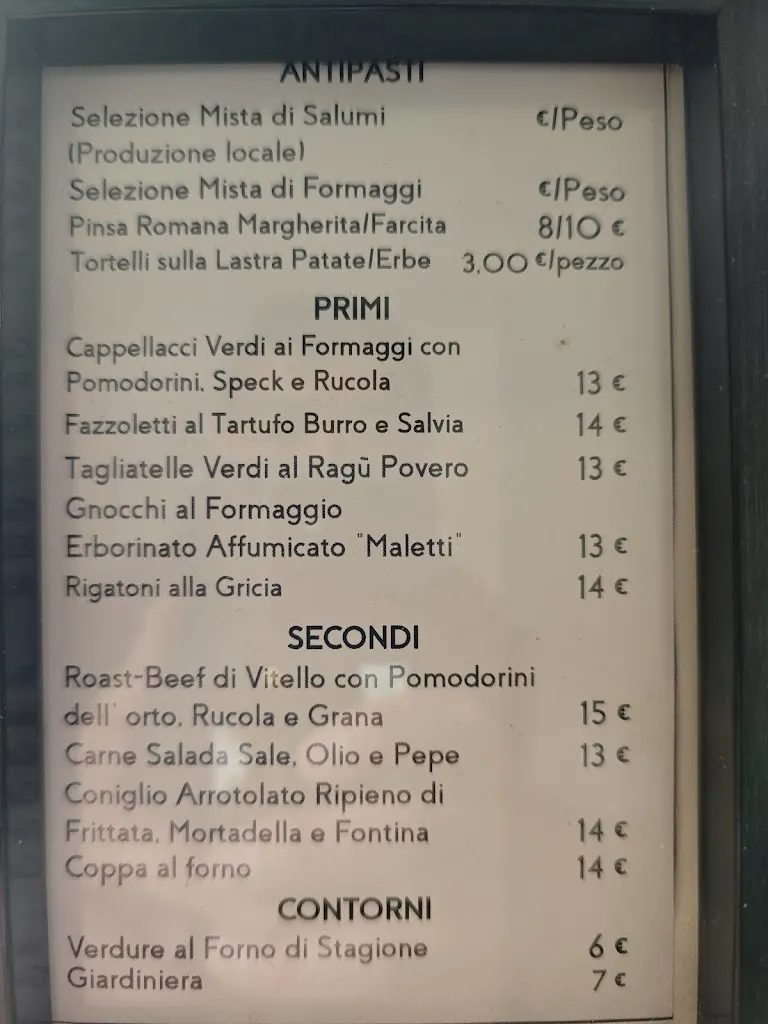 ANTIPASTI
Selezione Mista di Salumi €/Peso
(Produzione locale)
Selezione Mista di Formaggi €/Peso
Pinsa Romana Margherita/Farcita 8/10 €
Tortelli sulla Lastra Patate/Erbe 3,00 €/pezzo
PRIMI
Cappellacci Verdi ai Formaggi con
Pomodorini, Speck e Rucola 13 €
Fazzoletti al Tartufo Burro e Salvia 14 €
Tagliatelle Verdi al Ragù Povero 13 €
Gnocchi al Formaggio
Erborinato Affumicato "Maletti" 13 €
Rigatoni alla Gricia 14 €
SECONDI
Roast-Beef di Vitello con Pomodorini
dell' orto, Rucola e Grana 15 €
Carne Salada Sale, Olio e Pepe 13 €
Coniglio Arrotolato Ripieno di
Frittata, Mortadella e Fontina 14 €
Coppa al forno 14 €
CONTORNI
Verdure al Forno di Stagione 6 €
Giardiniera 7 €